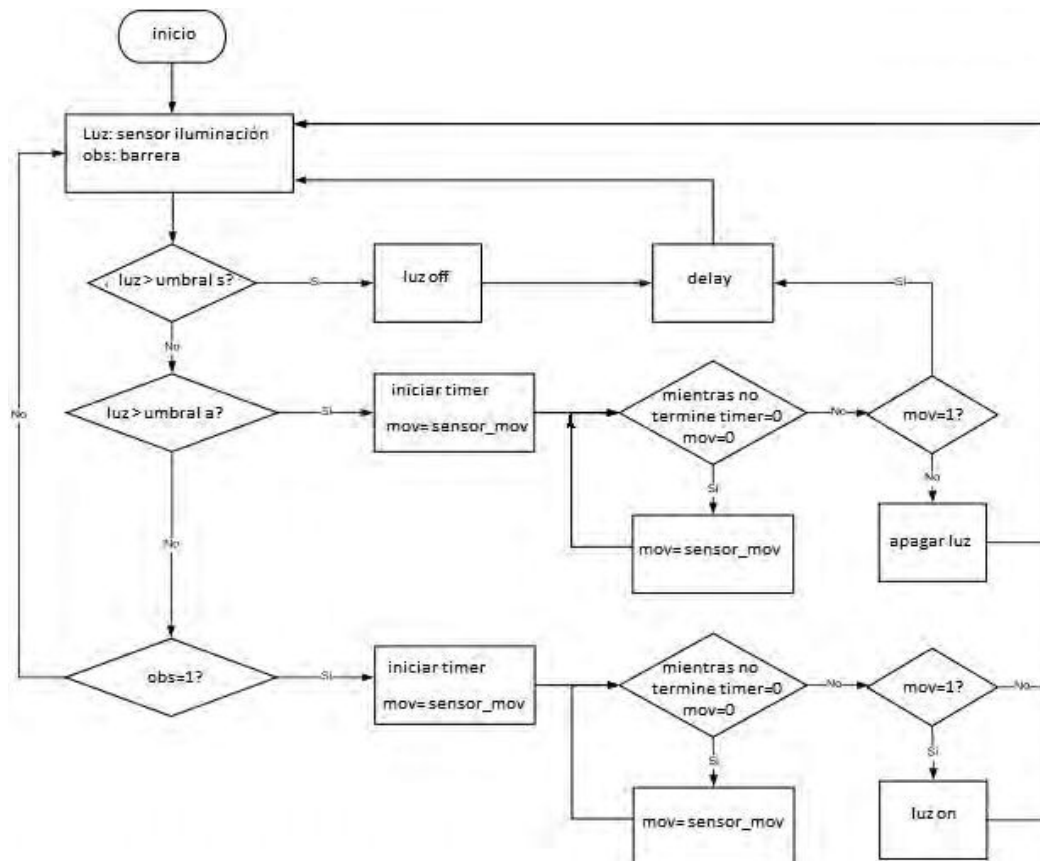 inicio
Luz: sensor iluminación
obs: barrera
luz > umbral s?
Si
luz off
delay
Si
No
luz > umbral a?
Si
iniciar timer
mov= sensor_mov
mientras no
termine timer=0
mov=0
No
mov=1?
No
Si
No
mov= sensor_mov
apagar luz
No
obs=1?
Si
iniciar timer
mov= sensor_mov
mientras no
termine timer=0
mov=0
No
mov=1?
No
Si
Si
mov= sensor_mov
luz on